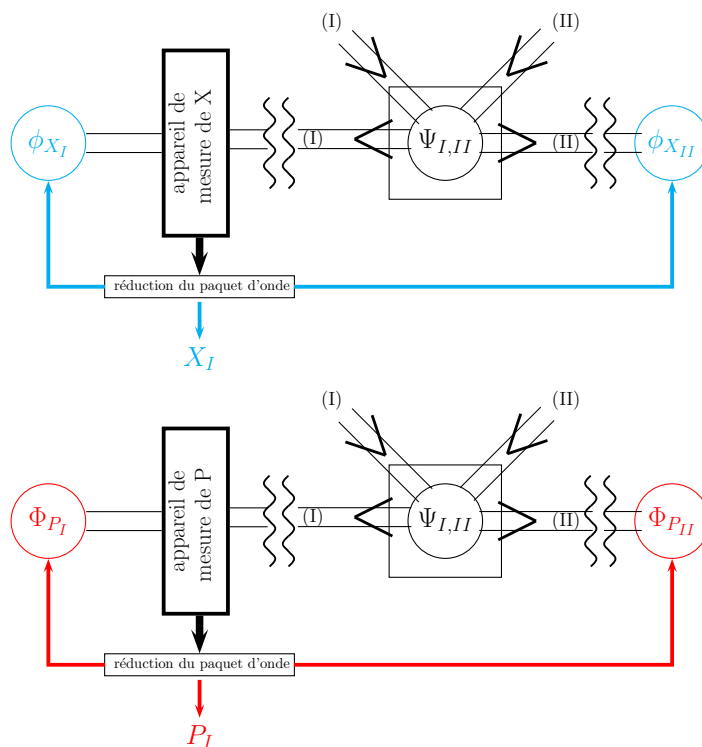 (I)
(II)
ϕ_{X_I}
appareil de
mesure de X
(I)
Ψ_{I,II}
(II)
ϕ_{X_{II}}
réduction du paquet d'onde
X_I
(I)
(II)
Φ_{P_I}
appareil de
mesure de P
(I)
Ψ_{I,II}
(II)
Φ_{P_{II}}
réduction du paquet d'onde
P_I